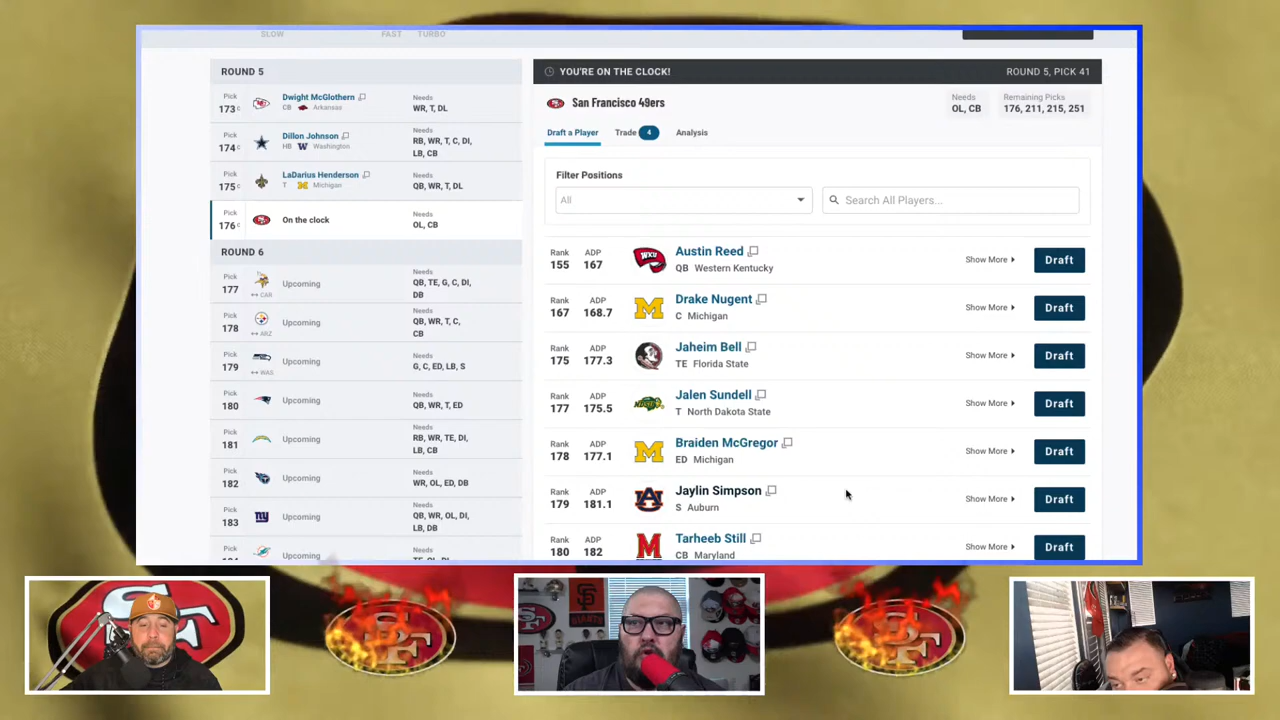 SLOW FAST TURBO
ROUND 5
Pick
173 c
Dwight McGlothern
CB Arkansas
Needs
WR, T, DL
Pick
174 c
Dillon Johnson
HB Washington
Needs
RB, WR, T, C, DI,
LB, CB
Pick
175 c
LaDarius Henderson
T Michigan
Needs
QB, WR, T, DL
Pick
176 c
On the clock
Needs
OL, CB
ROUND 6
Pick
177
↔ CAR
Upcoming
Needs
QB, TE, G, C, DI,
DB
Pick
178
↔ ARZ
Upcoming
Needs
QB, WR, T, C,
CB
Pick
179
↔ WAS
Upcoming
Needs
G, C, ED, LB, S
Pick
180
Upcoming
Needs
QB, WR, T, ED
Pick
181
Upcoming
Needs
RB, WR, TE, DI,
LB, CB
Pick
182
Upcoming
Needs
WR, OL, ED, DB
Pick
183
Upcoming
Needs
QB, WR, OL, DI,
LB, DB
Pick
Upcoming
Needs
YOU'RE ON THE CLOCK!
ROUND 5, PICK 41
San Francisco 49ers
Needs
OL, CB
Remaining Picks
176, 211, 215, 251
Draft a Player Trade 4 Analysis
Filter Positions
All
Search All Players...
Rank 155 ADP 167
Austin Reed
QB Western Kentucky
Show More Draft
Rank 167 ADP 168.7
Drake Nugent
C Michigan
Show More Draft
Rank 175 ADP 177.3
Jaheim Bell
TE Florida State
Show More Draft
Rank 177 ADP 175.5
Jalen Sundell
T North Dakota State
Show More Draft
Rank 178 ADP 177.1
Braiden McGregor
ED Michigan
Show More Draft
Rank 179 ADP 181.1
Jaylin Simpson
S Auburn
Show More Draft
Rank 180 ADP 182
Tarheeb Still
CB Maryland
Show More Draft